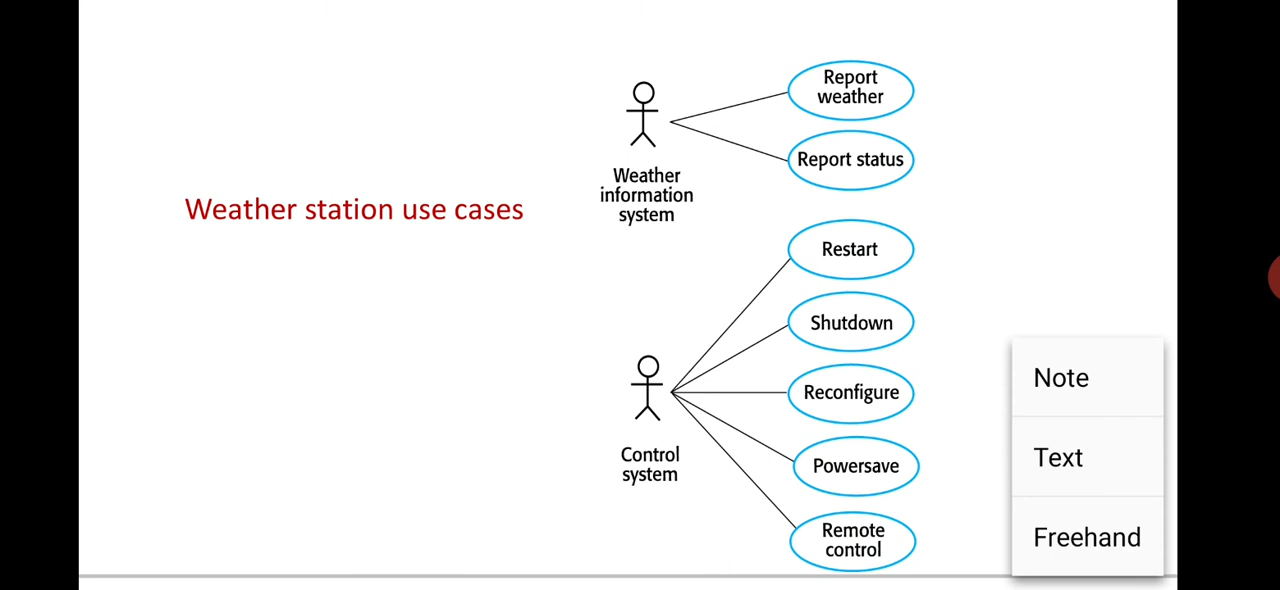 Report
weather
Report status
Weather
information
system
Weather station use cases
Restart
Shutdown
Reconfigure
Control
system
Powersave
Remote
control
Note
Text
Freehand